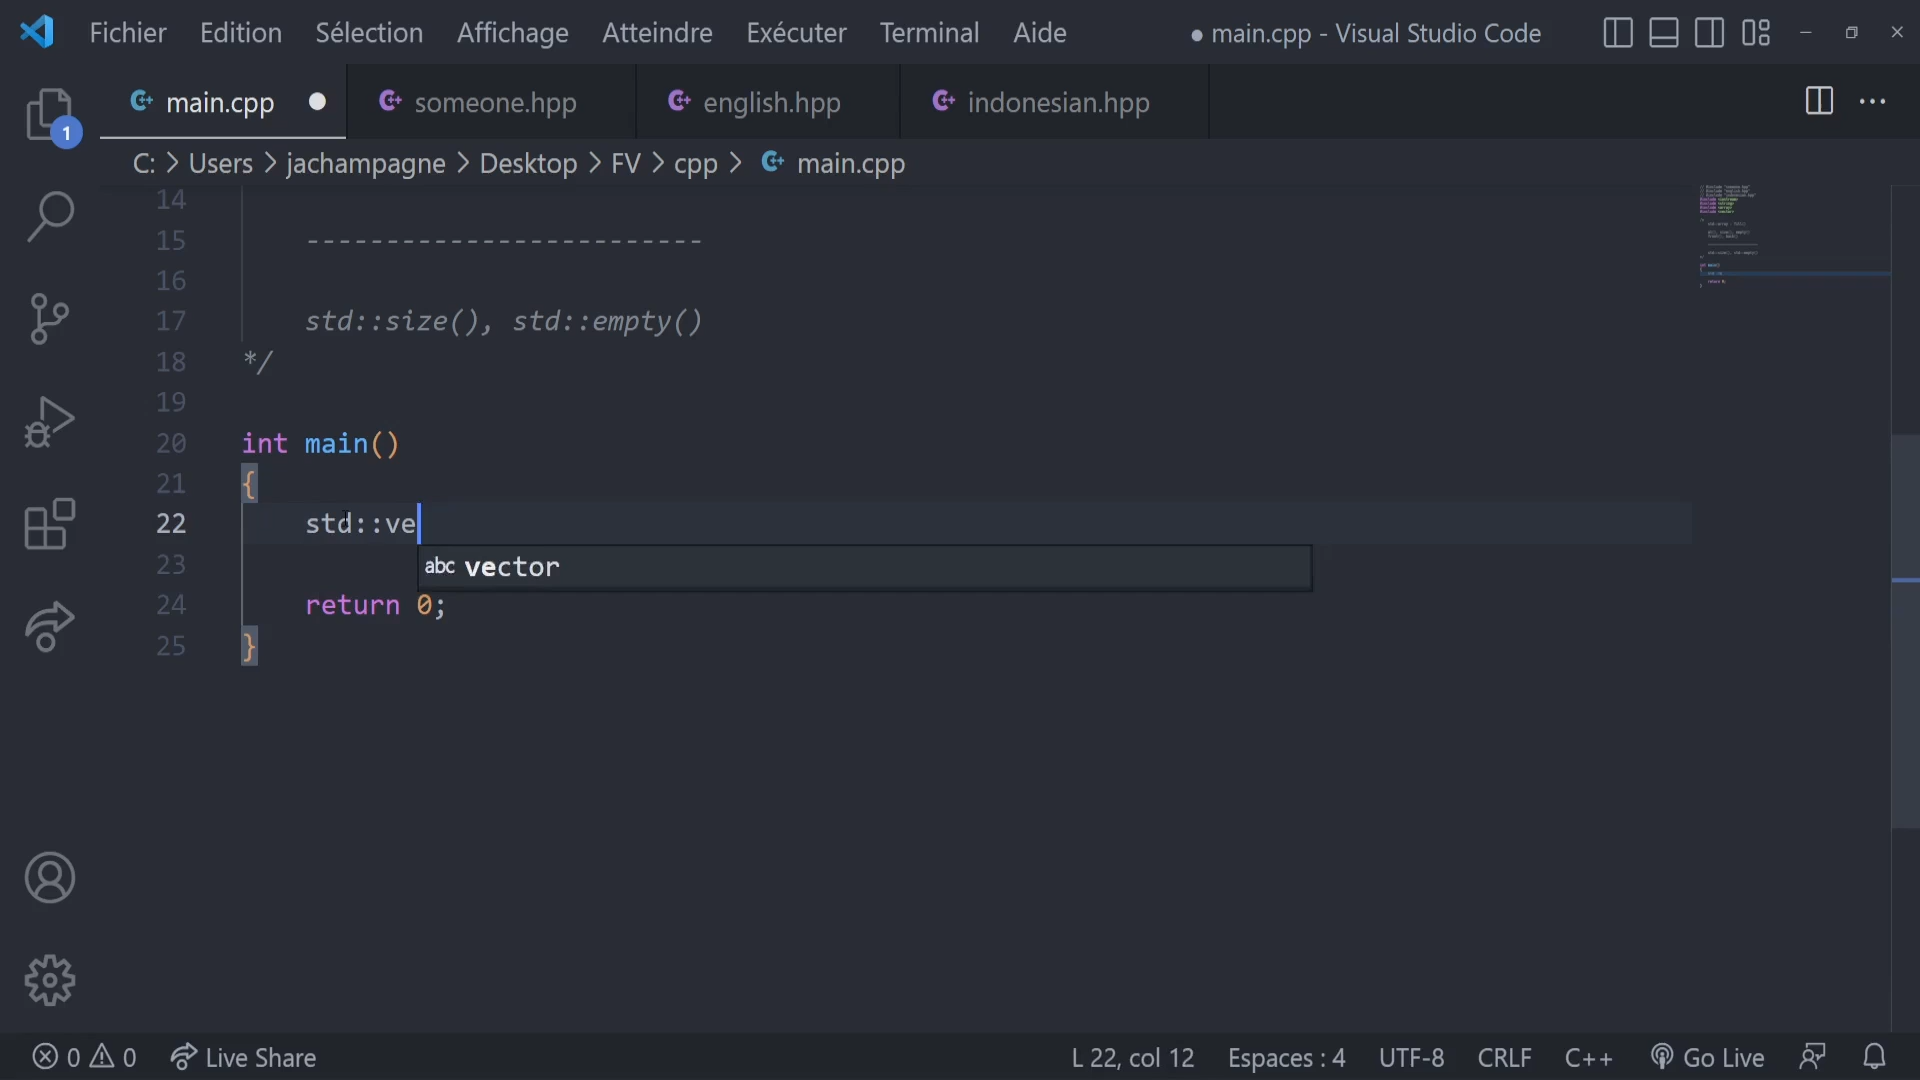 Fichier Edition Sélection Affichage Atteindre Exécuter Terminal Aide ● main.cpp - Visual Studio Code
main.cpp someone.hpp english.hpp indonesian.hpp
1
C: > Users > jachampagne > Desktop > FV > cpp > main.cpp
14
15 -------------------------
16
17 std::size(), std::empty()
18 */
19
20 int main()
21 {
22 std::ve
abc vector
23
24 return 0;
25 }
0 0 Live Share L 22, col 12 Espaces : 4 UTF-8 CRLF C++ Go Live